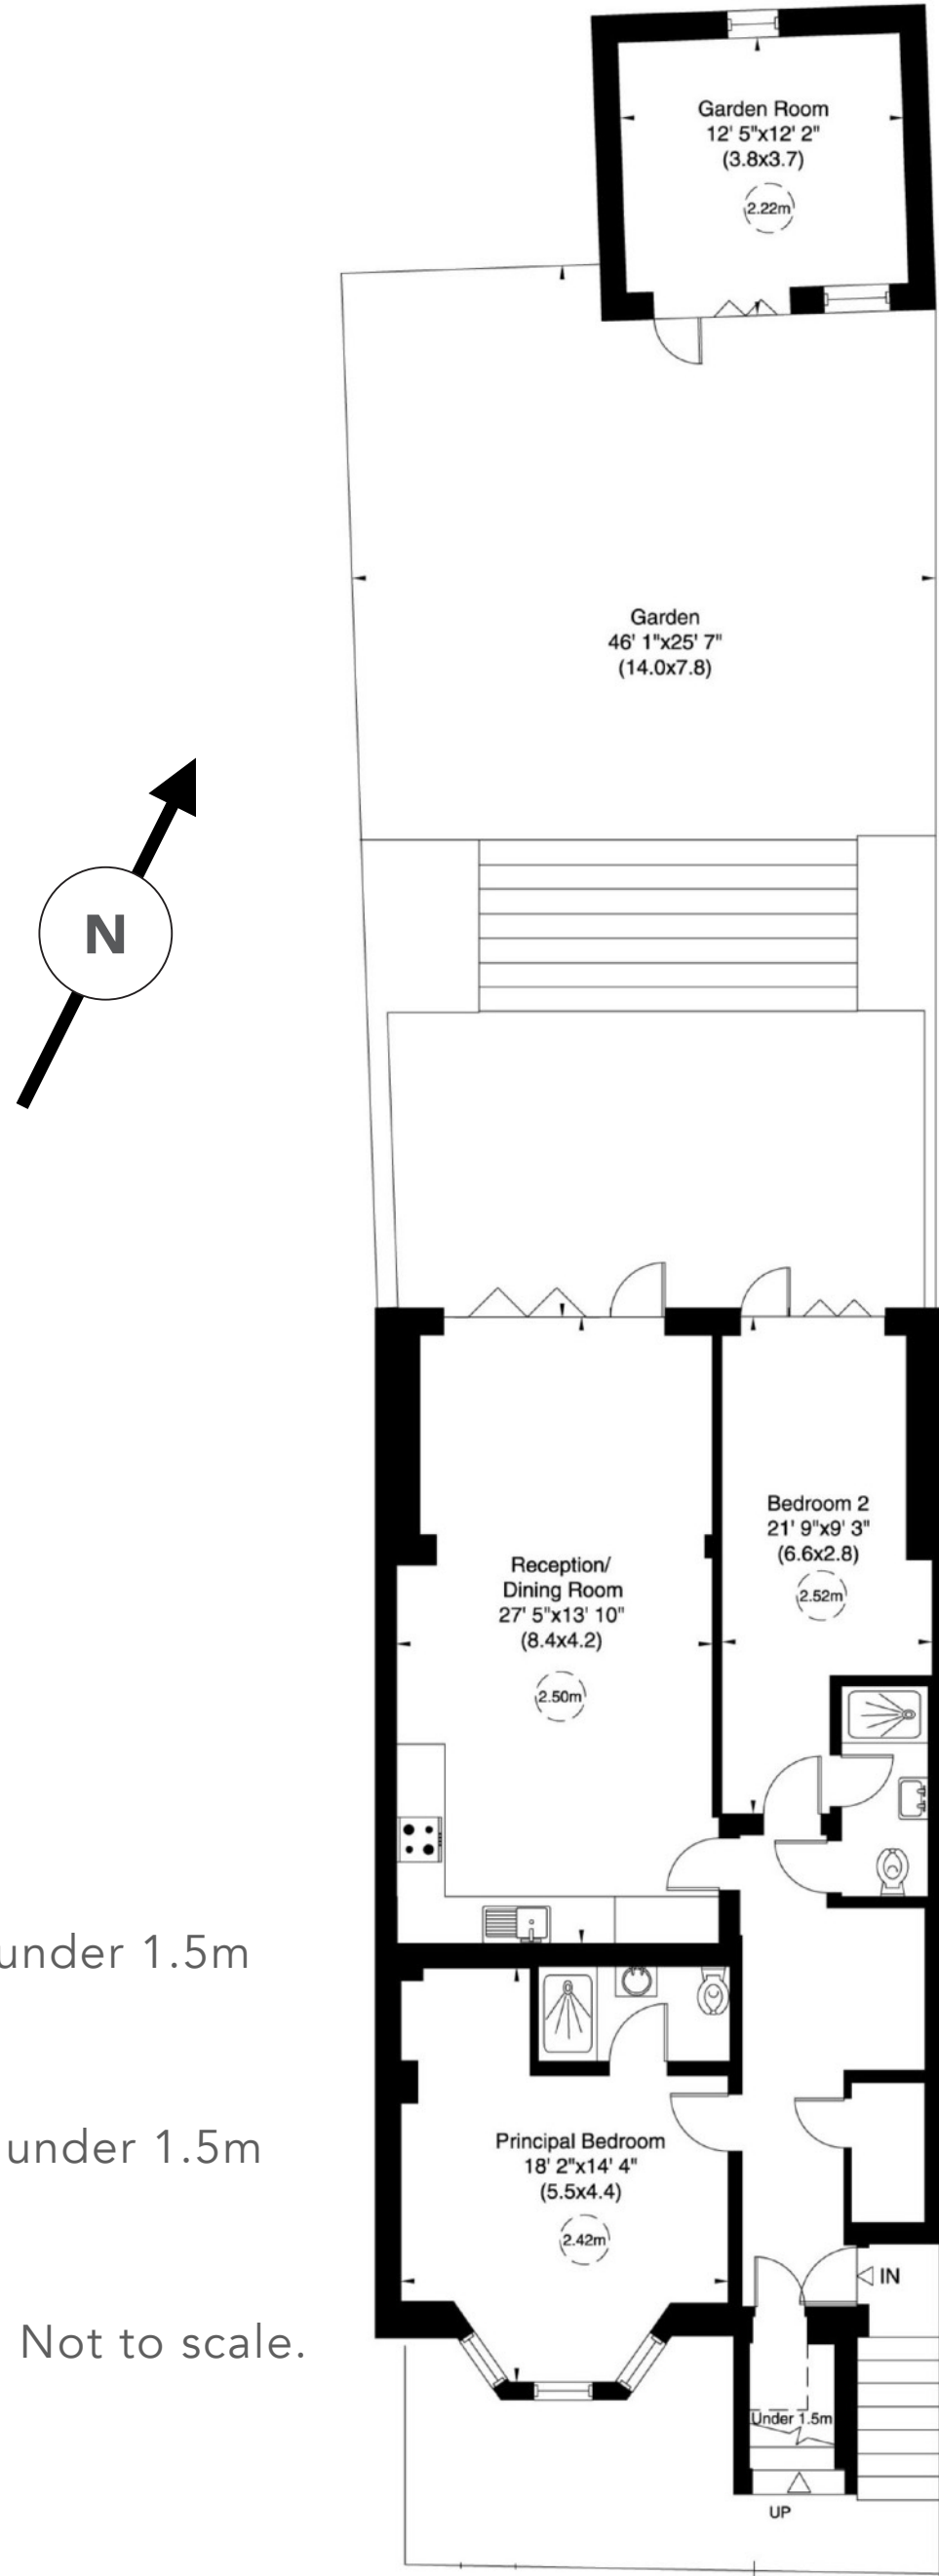 Garden Room
12' 5"x12' 2"
(3.8x3.7)
2.22m
Garden
46' 1"x25' 7"
(14.0x7.8)
N
Bedroom 2
21' 9"x9' 3"
(6.6x2.8)
2.52m
Reception/
Dining Room
27' 5"x13' 10"
(8.4x4.2)
2.50m
under 1.5m
Principal Bedroom
18' 2"x14' 4"
(5.5x4.4)
2.42m
under 1.5m
IN
Not to scale.
Under 1.5m
UP